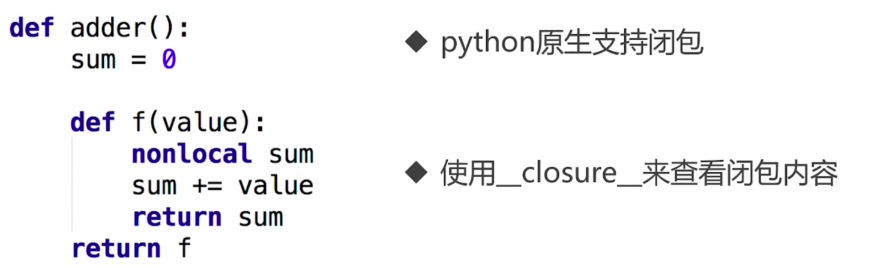 def adder():
    sum = 0
    def f(value):
        nonlocal sum
        sum += value
        return sum
    return f
◆ python原生支持闭包
◆ 使用__closure__来查看闭包内容